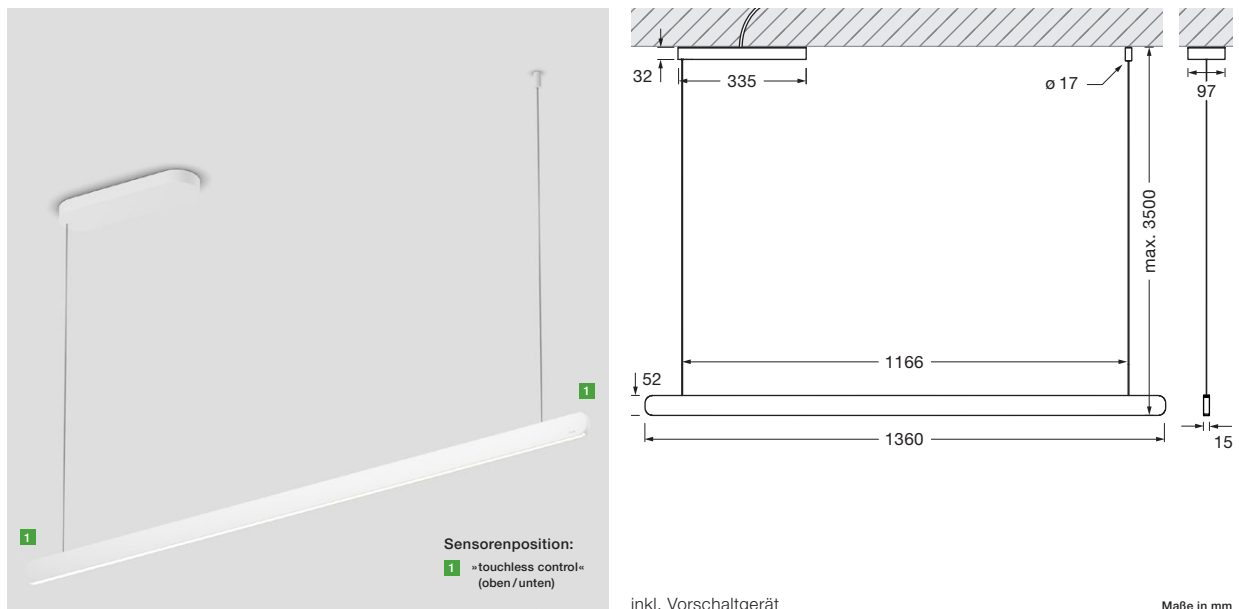 1
1
Sensorenposition:
1 »touchless control«
(oben / unten)
32
335
ø 17
97
max. 3500
1166
52
1360
15
inkl. Vorschaltgerät
Maße in mm